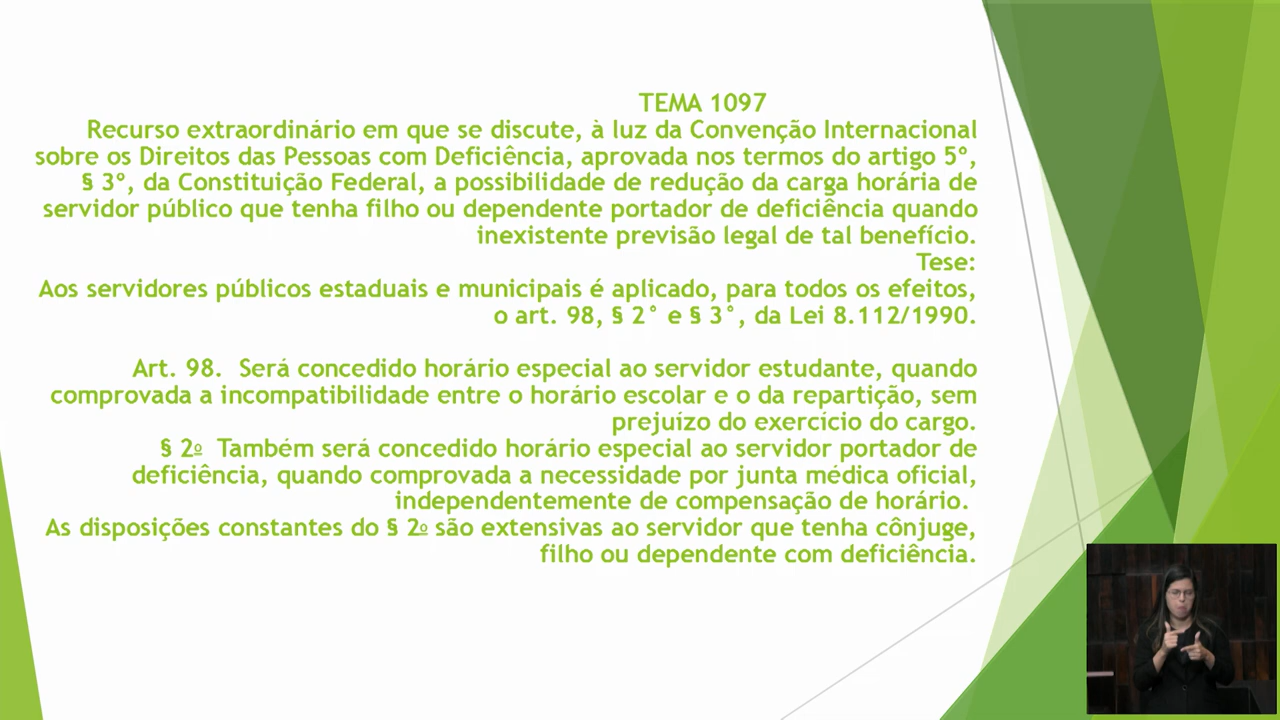 TEMA 1097
Recurso extraordinário em que se discute, à luz da Convenção Internacional
sobre os Direitos das Pessoas com Deficiência, aprovada nos termos do artigo 5º,
§ 3º, da Constituição Federal, a possibilidade de redução da carga horária de
servidor público que tenha filho ou dependente portador de deficiência quando
inexistente previsão legal de tal benefício.
Tese:
Aos servidores públicos estaduais e municipais é aplicado, para todos os efeitos,
o art. 98, § 2° e § 3°, da Lei 8.112/1990.
Art. 98.  Será concedido horário especial ao servidor estudante, quando
comprovada a incompatibilidade entre o horário escolar e o da repartição, sem
prejuízo do exercício do cargo.
§ 2º  Também será concedido horário especial ao servidor portador de
deficiência, quando comprovada a necessidade por junta médica oficial,
independentemente de compensação de horário.
As disposições constantes do § 2º são extensivas ao servidor que tenha cônjuge,
filho ou dependente com deficiência.